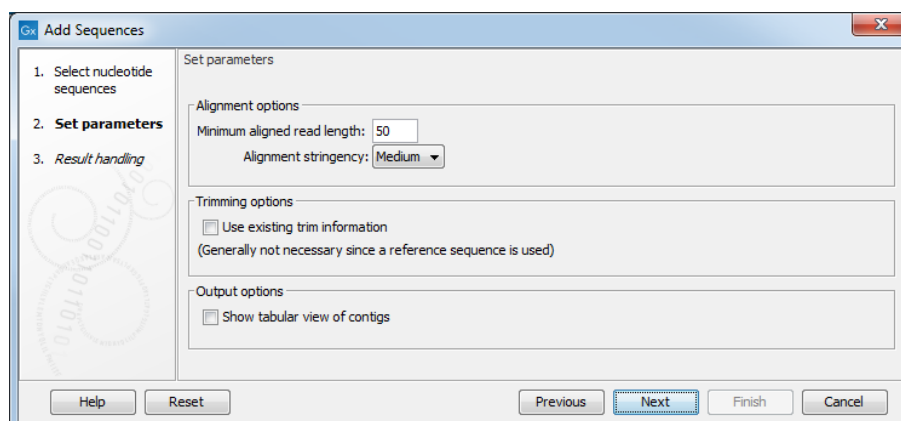 Gx Add Sequences
1. Select nucleotide
sequences
2. Set parameters
3. Result handling
Set parameters
Alignment options
Minimum aligned read length: 50
Alignment stringency: Medium
Trimming options
Use existing trim information
(Generally not necessary since a reference sequence is used)
Output options
Show tabular view of contigs
Help Reset Previous Next Finish Cancel